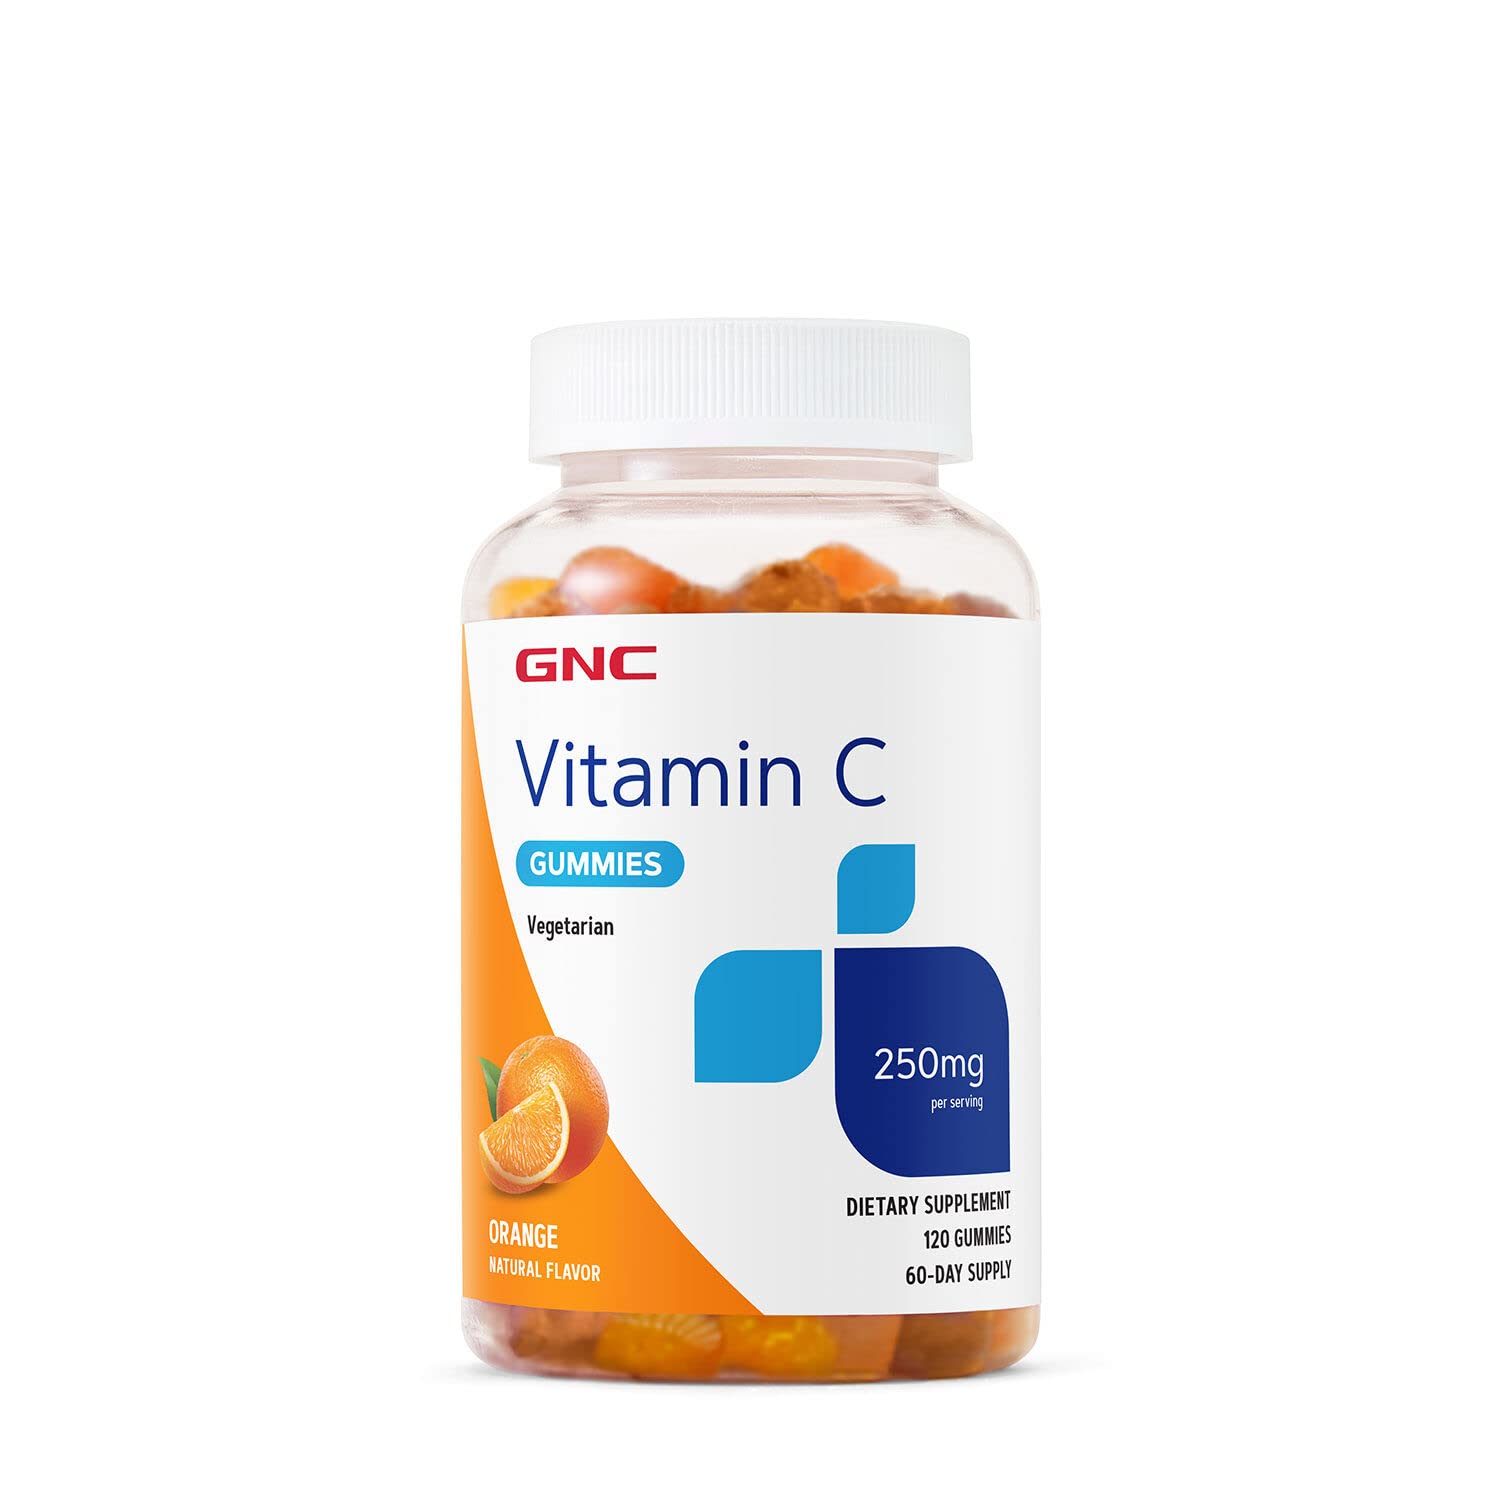 GNC
Vitamin C
GUMMIES
Vegetarian
250mg
per serving
DIETARY SUPPLEMENT
120 GUMMIES
60-DAY SUPPLY
ORANGE
NATURAL FLAVOR